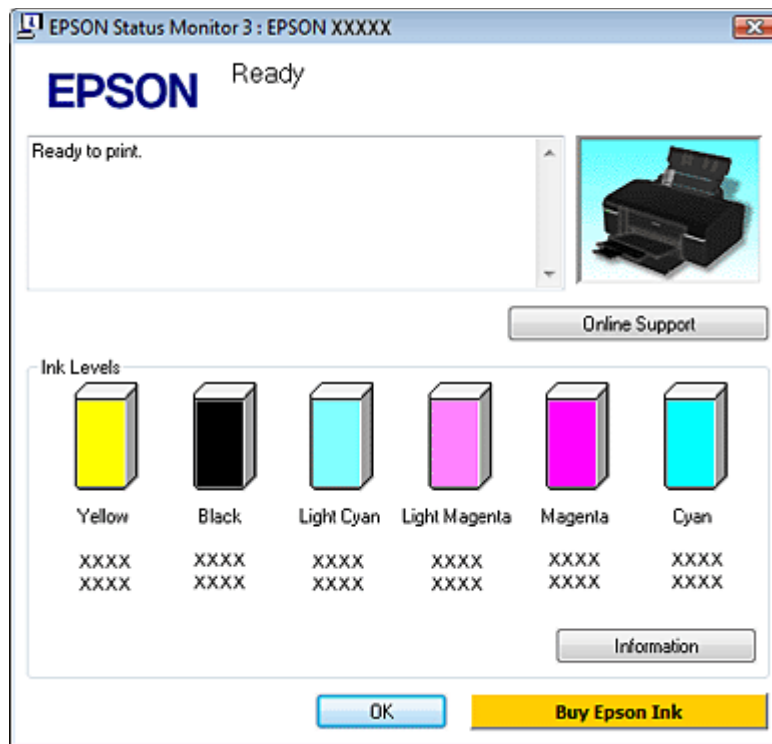 EPSON Status Monitor 3 : EPSON XXXXX
EPSON
Ready
Ready to print.
Online Support
Ink Levels
Yellow Black Light Cyan Light Magenta Magenta Cyan
XXXX XXXX XXXX XXXX XXXX XXXX
XXXX XXXX XXXX XXXX XXXX XXXX
Information
OK Buy Epson Ink